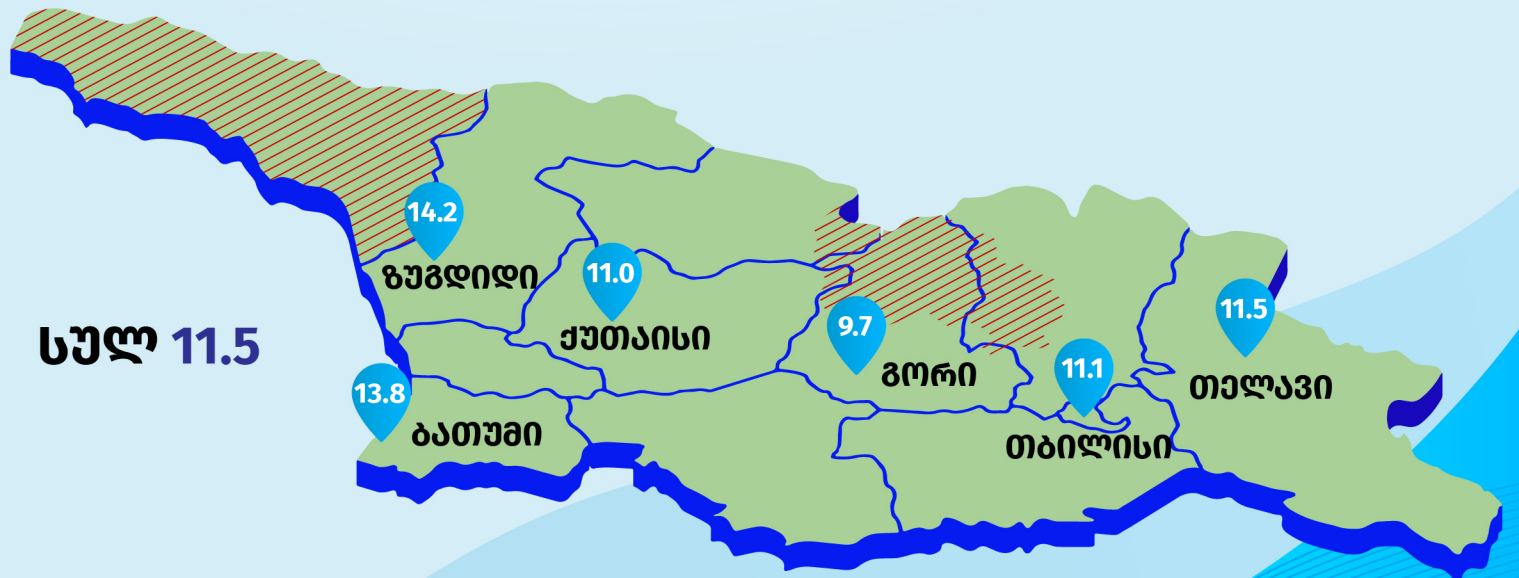 14.2
ზუგდიდი
11.0
ქუთაისი
სულ 11.5
9.7
გორი
11.5
თელავი
11.1
თბილისი
13.8
ბათუმი